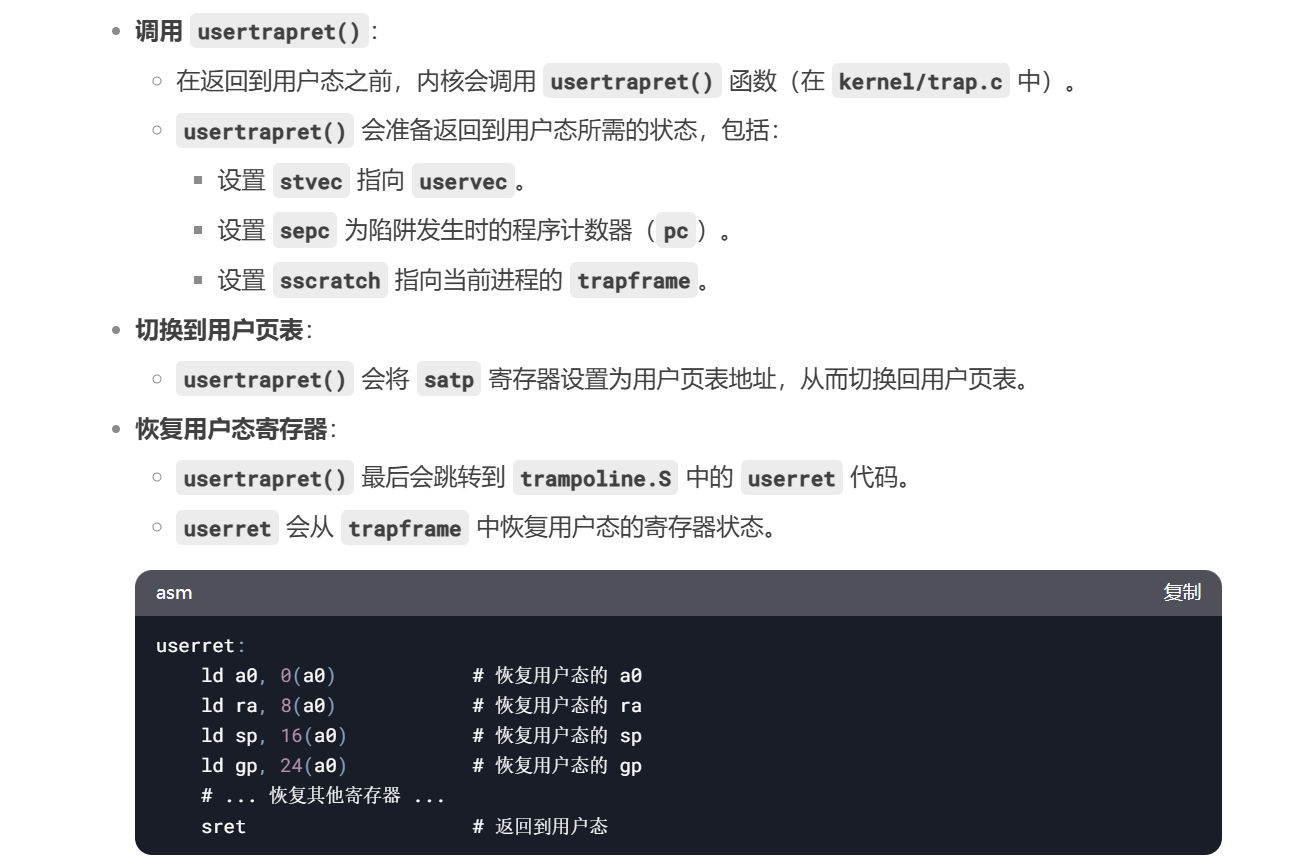 调用 usertrapret()：
在返回到用户态之前，内核会调用 usertrapret() 函数（在 kernel/trap.c 中）。
usertrapret() 会准备返回到用户态所需的状态，包括：
设置 stvec 指向 uservec。
设置 sepc 为陷阱发生时的程序计数器（pc）。
设置 sscratch 指向当前进程的 trapframe。
切换到用户页表：
usertrapret() 会将 satp 寄存器设置为用户页表地址，从而切换回用户页表。
恢复用户态寄存器：
usertrapret() 最后会跳转到 trampoline.S 中的 userret 代码。
userret 会从 trapframe 中恢复用户态的寄存器状态。
asm 复制
userret:
ld a0, 0(a0) # 恢复用户态的 a0
ld ra, 8(a0) # 恢复用户态的 ra
ld sp, 16(a0) # 恢复用户态的 sp
ld gp, 24(a0) # 恢复用户态的 gp
# ... 恢复其他寄存器 ...
sret # 返回到用户态